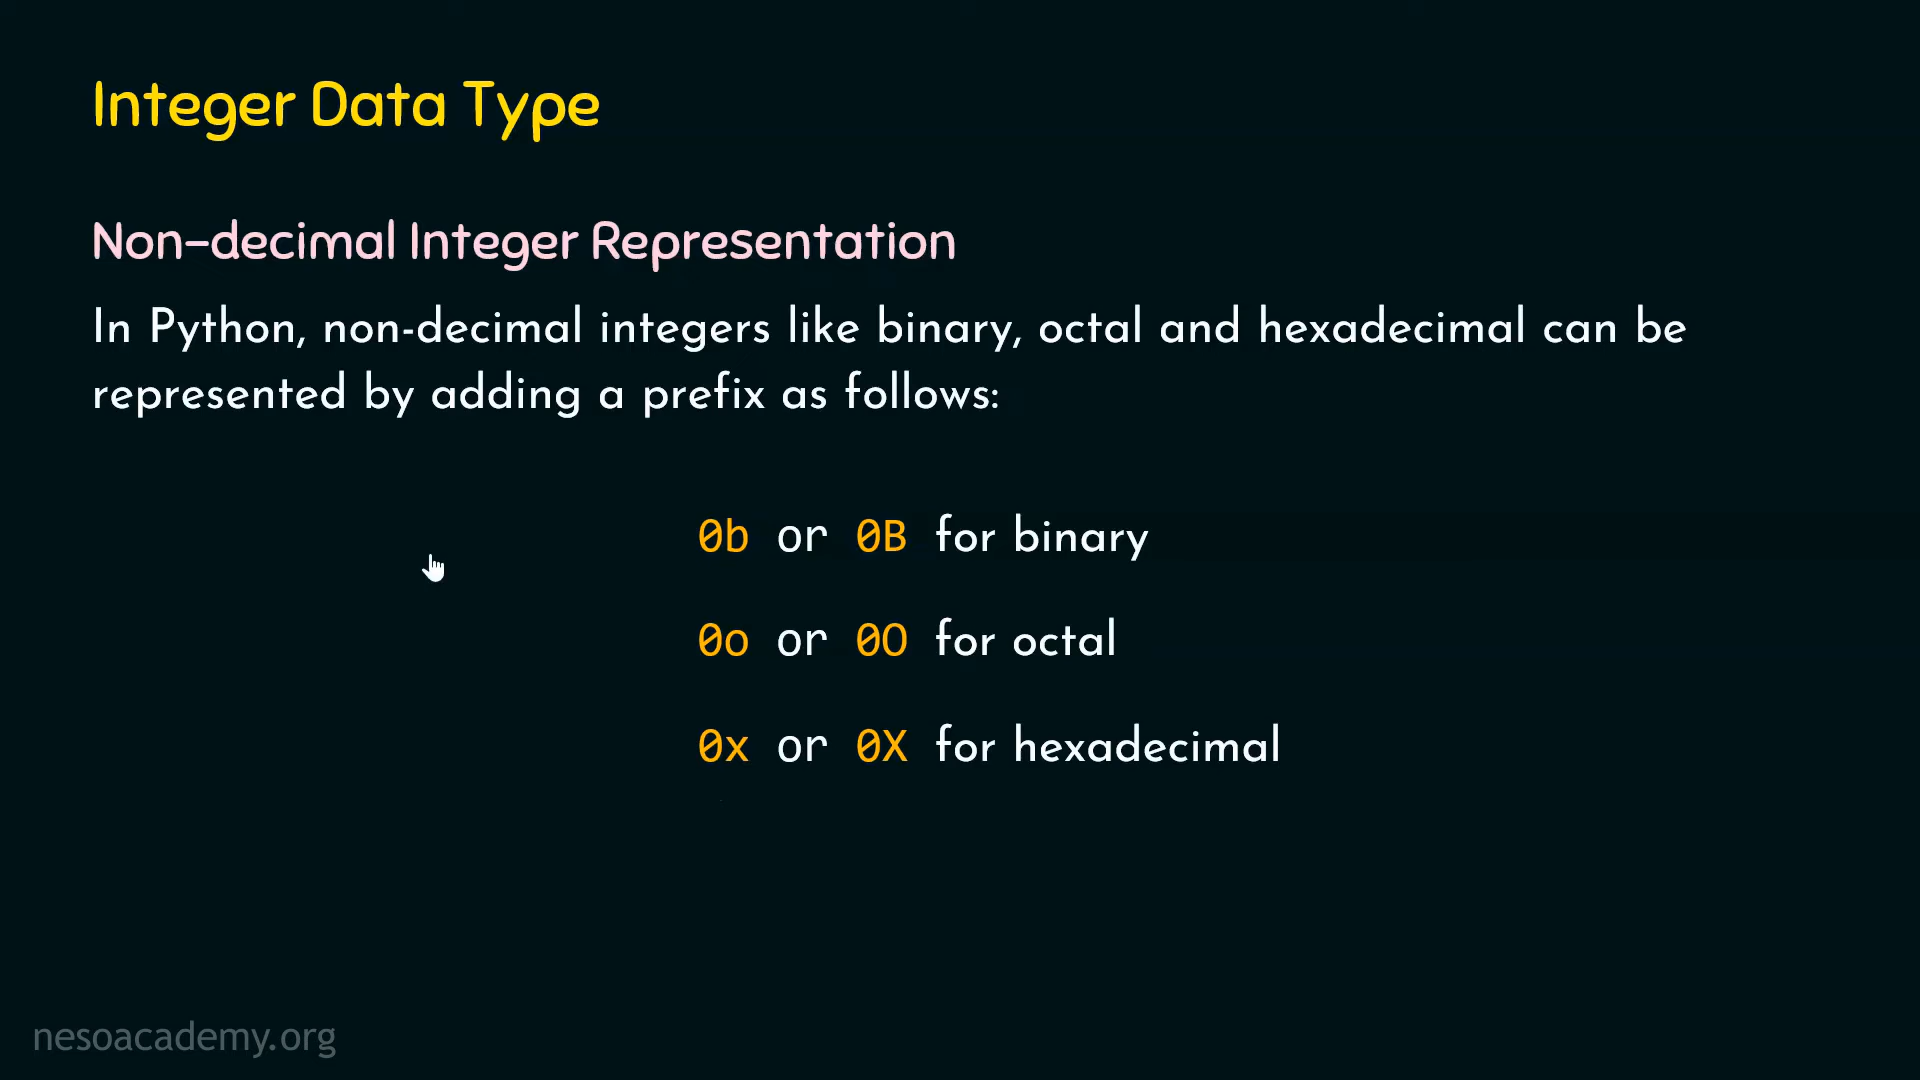 Integer Data Type
Non-decimal Integer Representation
In Python, non-decimal integers like binary, octal and hexadecimal can be
represented by adding a prefix as follows:
0b or 0B for binary
0o or 0O for octal
0x or 0X for hexadecimal
nesoacademy.org